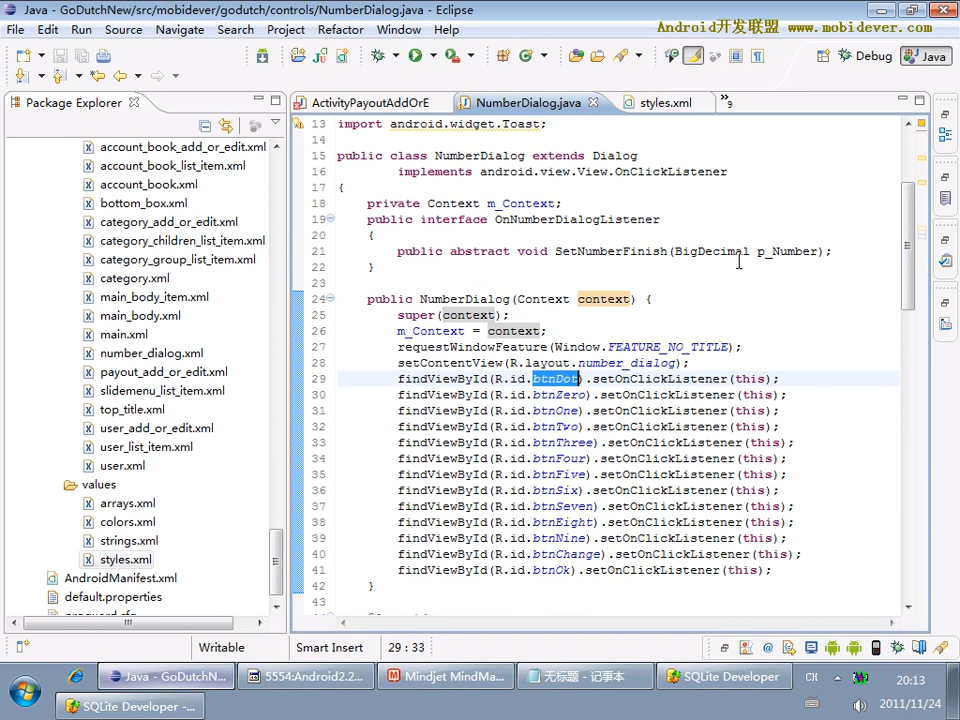 Java - GoDutchNew/src/mobidever/godutch/controls/NumberDialog.java - Eclipse
File Edit Run Source Navigate Search Project Refactor Window Help
Android开发联盟 www.mobidever.com
Debug Java
Package Explorer
ActivityPayoutAddOrE NumberDialog.java styles.xml »9
account_book_add_or_edit.xml
account_book_list_item.xml
account_book.xml
bottom_box.xml
category_add_or_edit.xml
category_children_list_item.xml
category_group_list_item.xml
category.xml
main_body_item.xml
main_body.xml
main.xml
number_dialog.xml
payout_add_or_edit.xml
slidemenu_list_item.xml
top_title.xml
user_add_or_edit.xml
user_list_item.xml
user.xml
values
arrays.xml
colors.xml
strings.xml
styles.xml
AndroidManifest.xml
default.properties
13 import android.widget.Toast;
14
15 public class NumberDialog extends Dialog
16 implements android.view.View.OnClickListener
17 {
18 private Context m_Context;
19 public interface OnNumberDialogListener
20 {
21 public abstract void SetNumberFinish(BigDecimal p_Number);
22 }
23
24 public NumberDialog(Context context) {
25 super(context);
26 m_Context = context;
27 requestWindowFeature(Window.FEATURE_NO_TITLE);
28 setContentView(R.layout.number_dialog);
29 findViewById(R.id.btnDot).setOnClickListener(this);
30 findViewById(R.id.btnZero).setOnClickListener(this);
31 findViewById(R.id.btnOne).setOnClickListener(this);
32 findViewById(R.id.btnTwo).setOnClickListener(this);
33 findViewById(R.id.btnThree).setOnClickListener(this);
34 findViewById(R.id.btnFour).setOnClickListener(this);
35 findViewById(R.id.btnFive).setOnClickListener(this);
36 findViewById(R.id.btnSix).setOnClickListener(this);
37 findViewById(R.id.btnSeven).setOnClickListener(this);
38 findViewById(R.id.btnEight).setOnClickListener(this);
39 findViewById(R.id.btnNine).setOnClickListener(this);
40 findViewById(R.id.btnChange).setOnClickListener(this);
41 findViewById(R.id.btnOk).setOnClickListener(this);
42 }
43
Writable Smart Insert 29 : 33
Java - GoDutchN... 5554:Android2.2... Mindjet MindMa... 无标题 - 记事本 SQLite Developer CH 20:13
SQLite Developer -... 2011/11/24